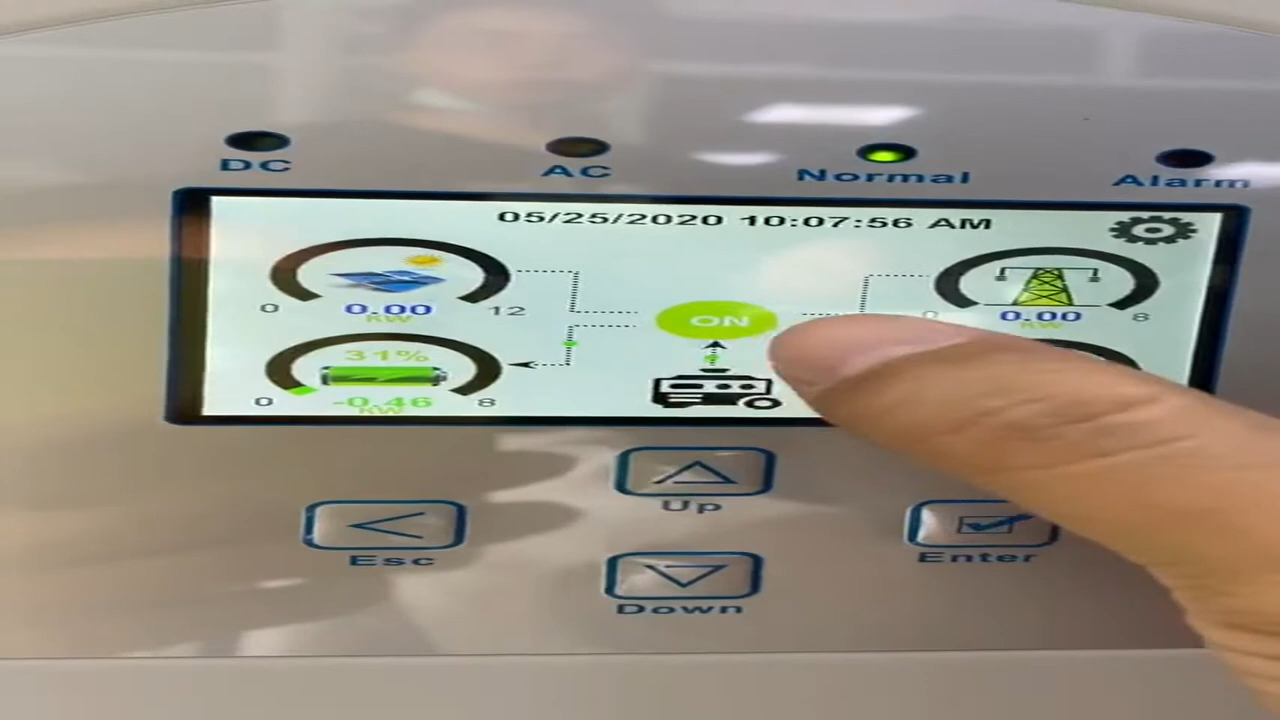 DC AC Normal Alarm
05/25/2020 10:07:56 AM
0 0.00 12
KW
0.00 8
KW
31%
0 -0.46 8
KW
ON
Up
Esc
Enter
Down